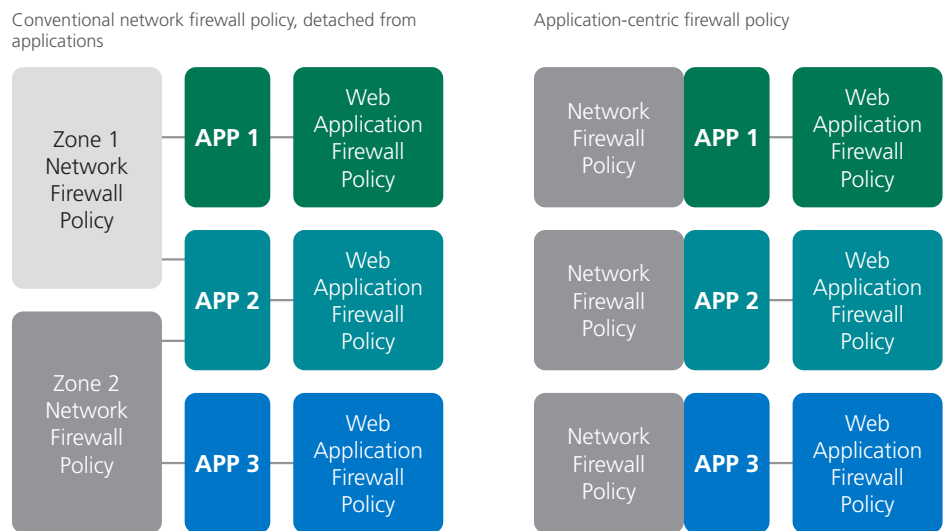 Conventional network firewall policy, detached from
applications
Zone 1
Network
Firewall
Policy
APP 1
Web
Application
Firewall
Policy
APP 2
Web
Application
Firewall
Policy
Zone 2
Network
Firewall
Policy
APP 3
Web
Application
Firewall
Policy
Application-centric firewall policy
Network
Firewall
Policy
APP 1
Web
Application
Firewall
Policy
Network
Firewall
Policy
APP 2
Web
Application
Firewall
Policy
Network
Firewall
Policy
APP 3
Web
Application
Firewall
Policy